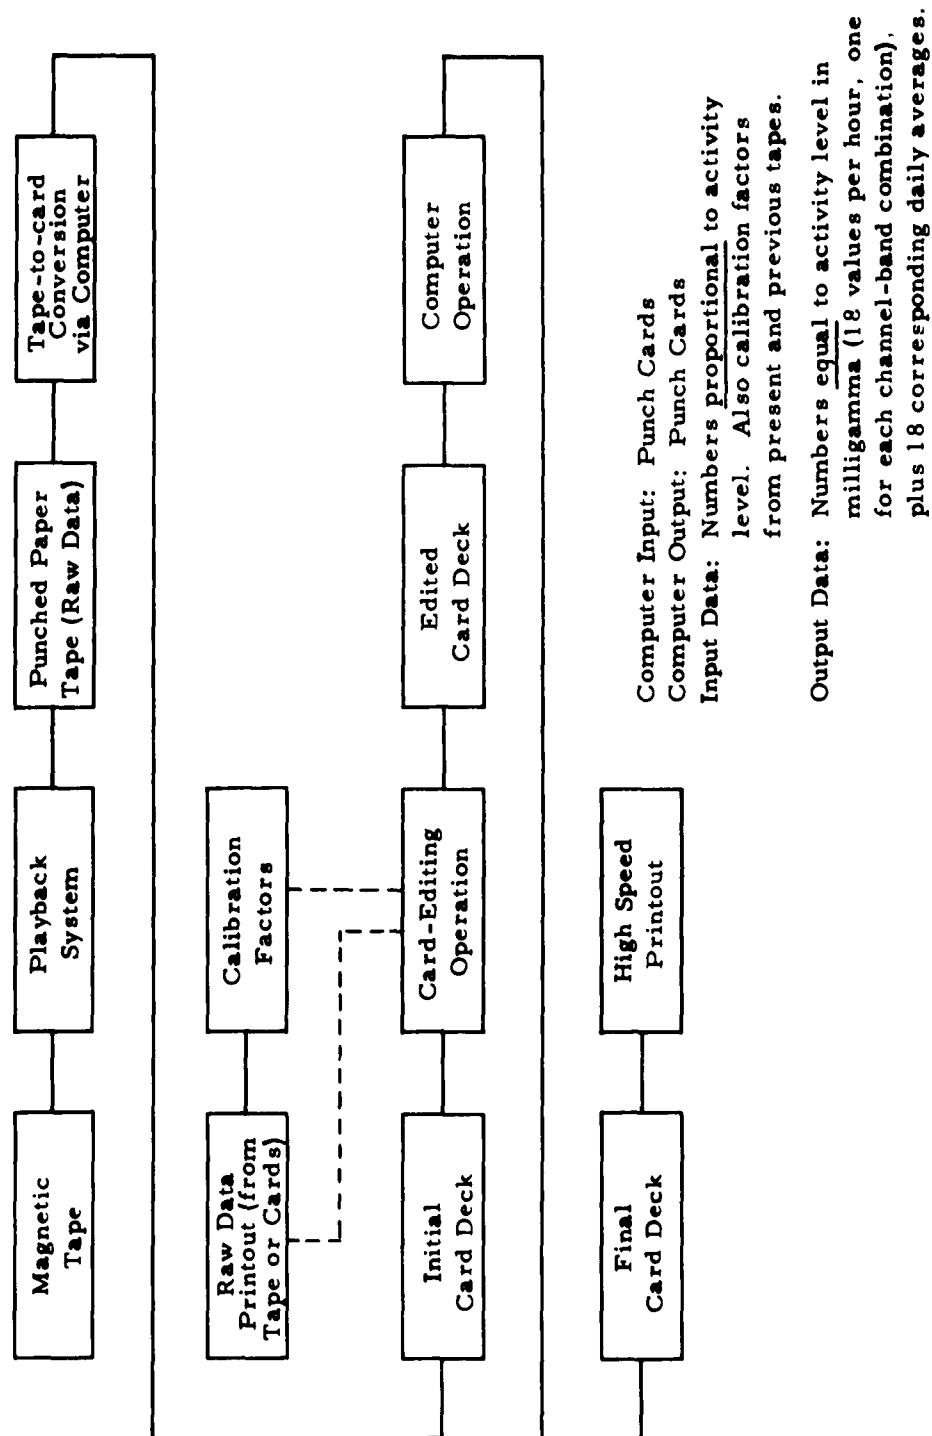 Magnetic
Tape
Playback
System
Punched Paper
Tape (Raw Data)
Tape-to-card
Conversion
via Computer
Raw Data
Printout (from
Tape or Cards)
Calibration
Factors
Initial
Card Deck
Card-Editing
Operation
Edited
Card Deck
Computer
Operation
Final
Card Deck
High Speed
Printout
Computer Input: Punch Cards
Computer Output: Punch Cards
Input Data: Numbers proportional to activity
level. Also calibration factors
from present and previous tapes.
Output Data: Numbers equal to activity level in
milligamma (18 values per hour, one
for each channel-band combination),
plus 18 corresponding daily averages.